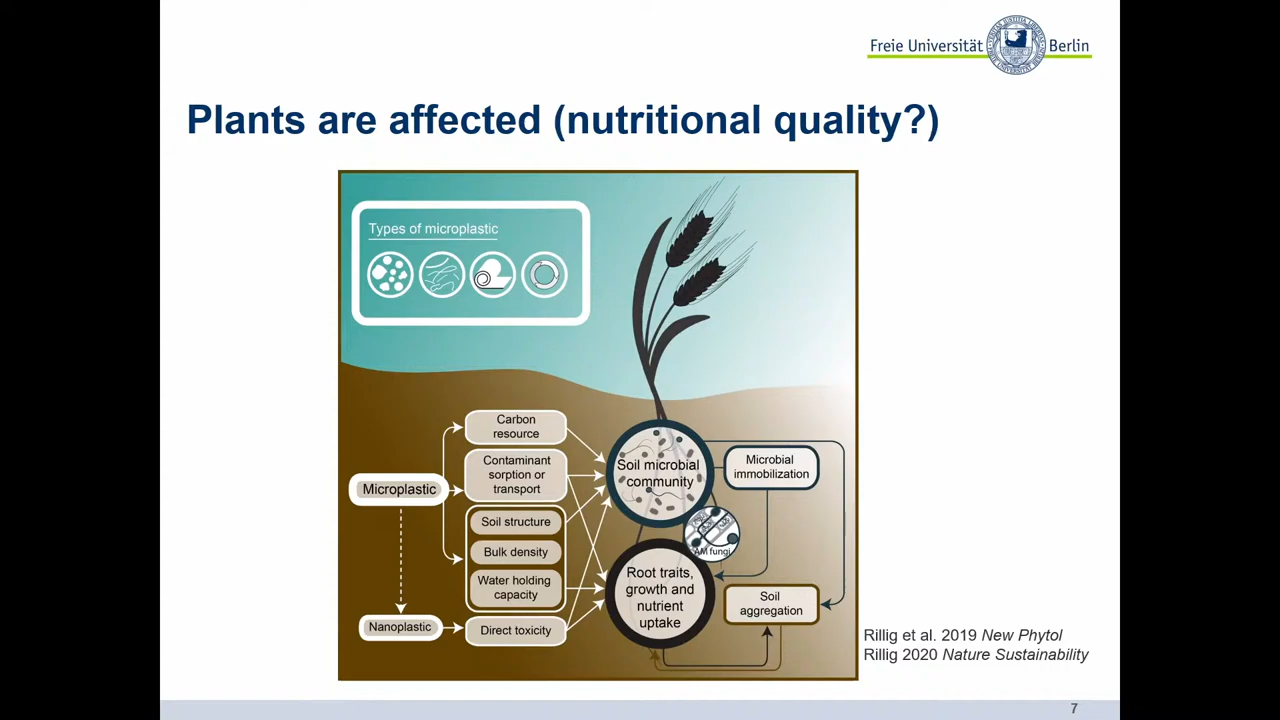 Freie Universität Berlin
Plants are affected (nutritional quality?)
Types of microplastic
Carbon
resource
Contaminant
sorption or
transport
Microplastic
Soil structure
Bulk density
Water holding
capacity
Nanoplastic
Direct toxicity
Soil microbial
community
Microbial
immobilization
AM fungi
Root traits,
growth and
nutrient
uptake
Soil
aggregation
Rillig et al. 2019 New Phytol
Rillig 2020 Nature Sustainability
7